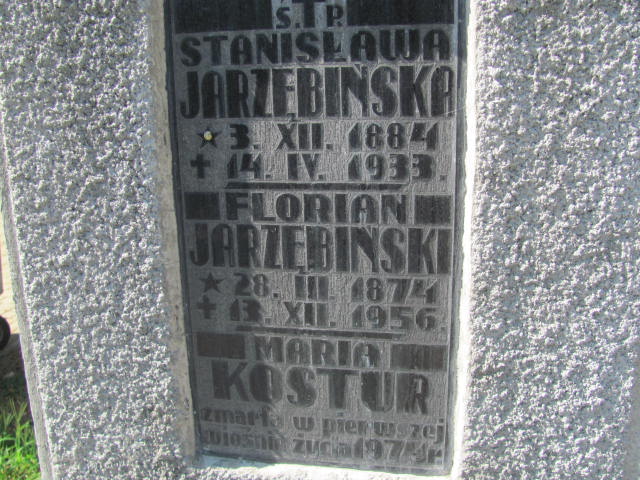 Ś. P.
STANISŁAWA
JARZĘBIŃSKA
* 3. XII. 1884
+ 14. IV. 1933.
FLORIAN
JARZĘBIŃSKI
* 28. III. 1874
+ 13. XII. 1956.
MARIA
KOSTUR
zmarła w pierwszej
wiośnie życia